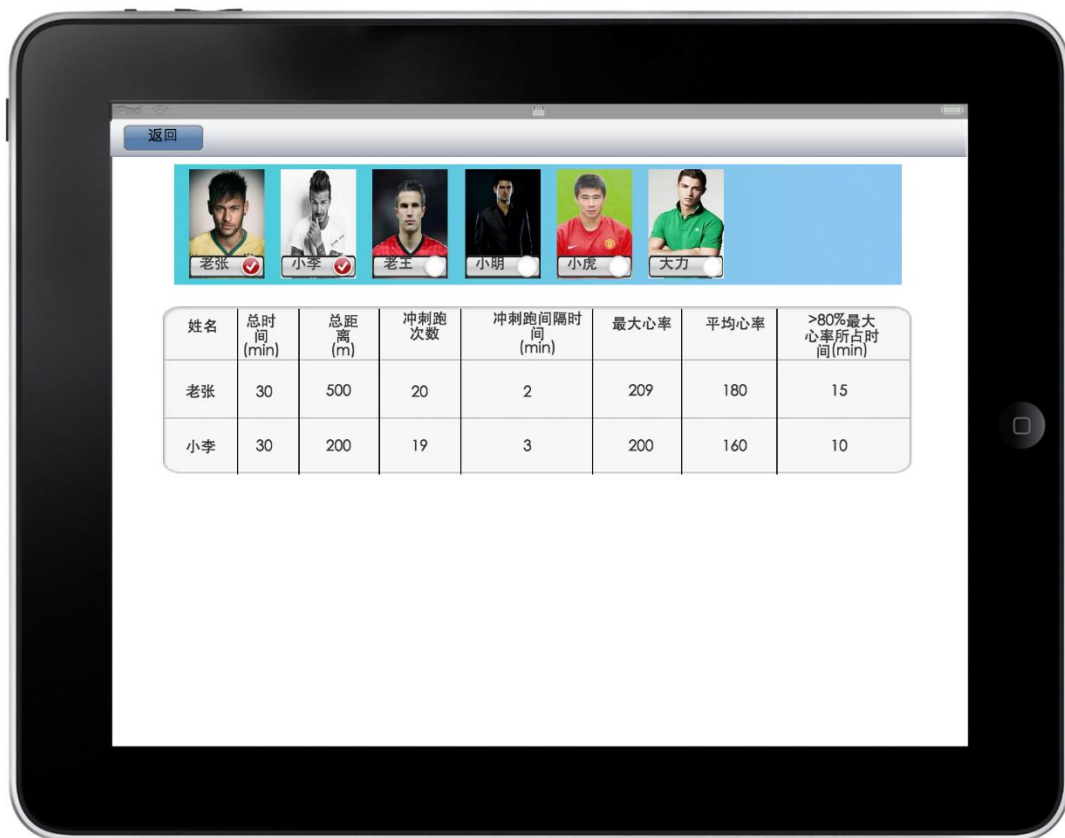 iPad
返回
老张 小李 老王 小明 小虎 大力
姓名 总时 总距 冲刺跑 冲刺跑间隔时 最大心率 平均心率 >80%最大
间 离 次数 间 心率所占时
(min) (m) (min) 间(min)
老张 30 500 20 2 209 180 15
小李 30 200 19 3 200 160 10